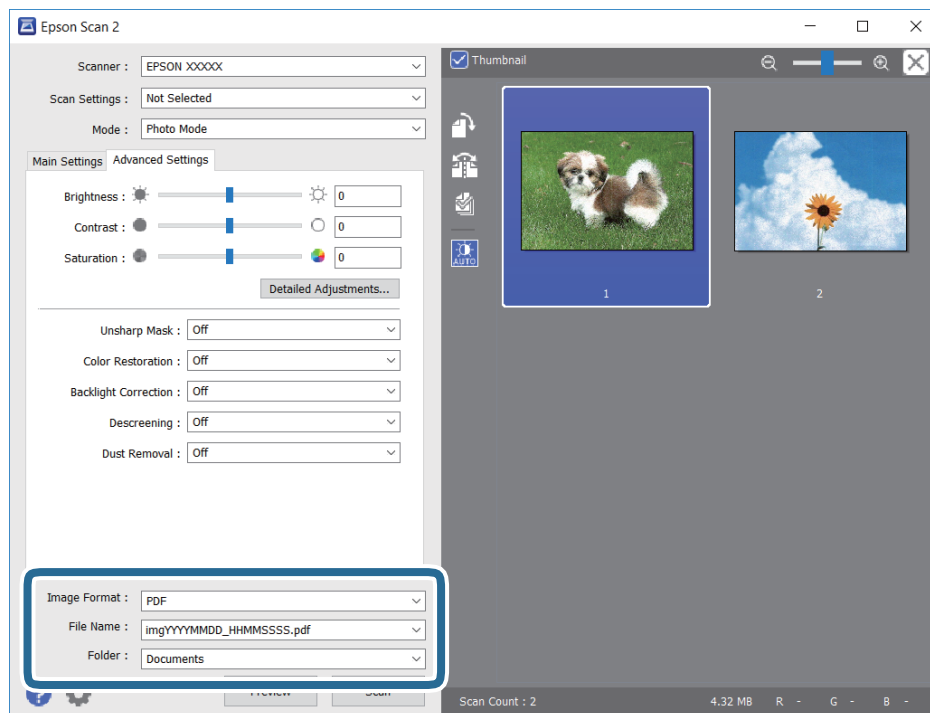 Epson Scan 2
Scanner : EPSON XXXXX
Scan Settings : Not Selected
Mode : Photo Mode
Main Settings Advanced Settings
Brightness : 0
Contrast : 0
Saturation : 0
Detailed Adjustments...
Unsharp Mask : Off
Color Restoration : Off
Backlight Correction : Off
Descreening : Off
Dust Removal : Off
Image Format : PDF
File Name : imgYYYYMMDD_HHMMSSSS.pdf
Folder : Documents
Preview Scan
Thumbnail
AUTO
1 2
Scan Count : 2 4.32 MB R - G - B -